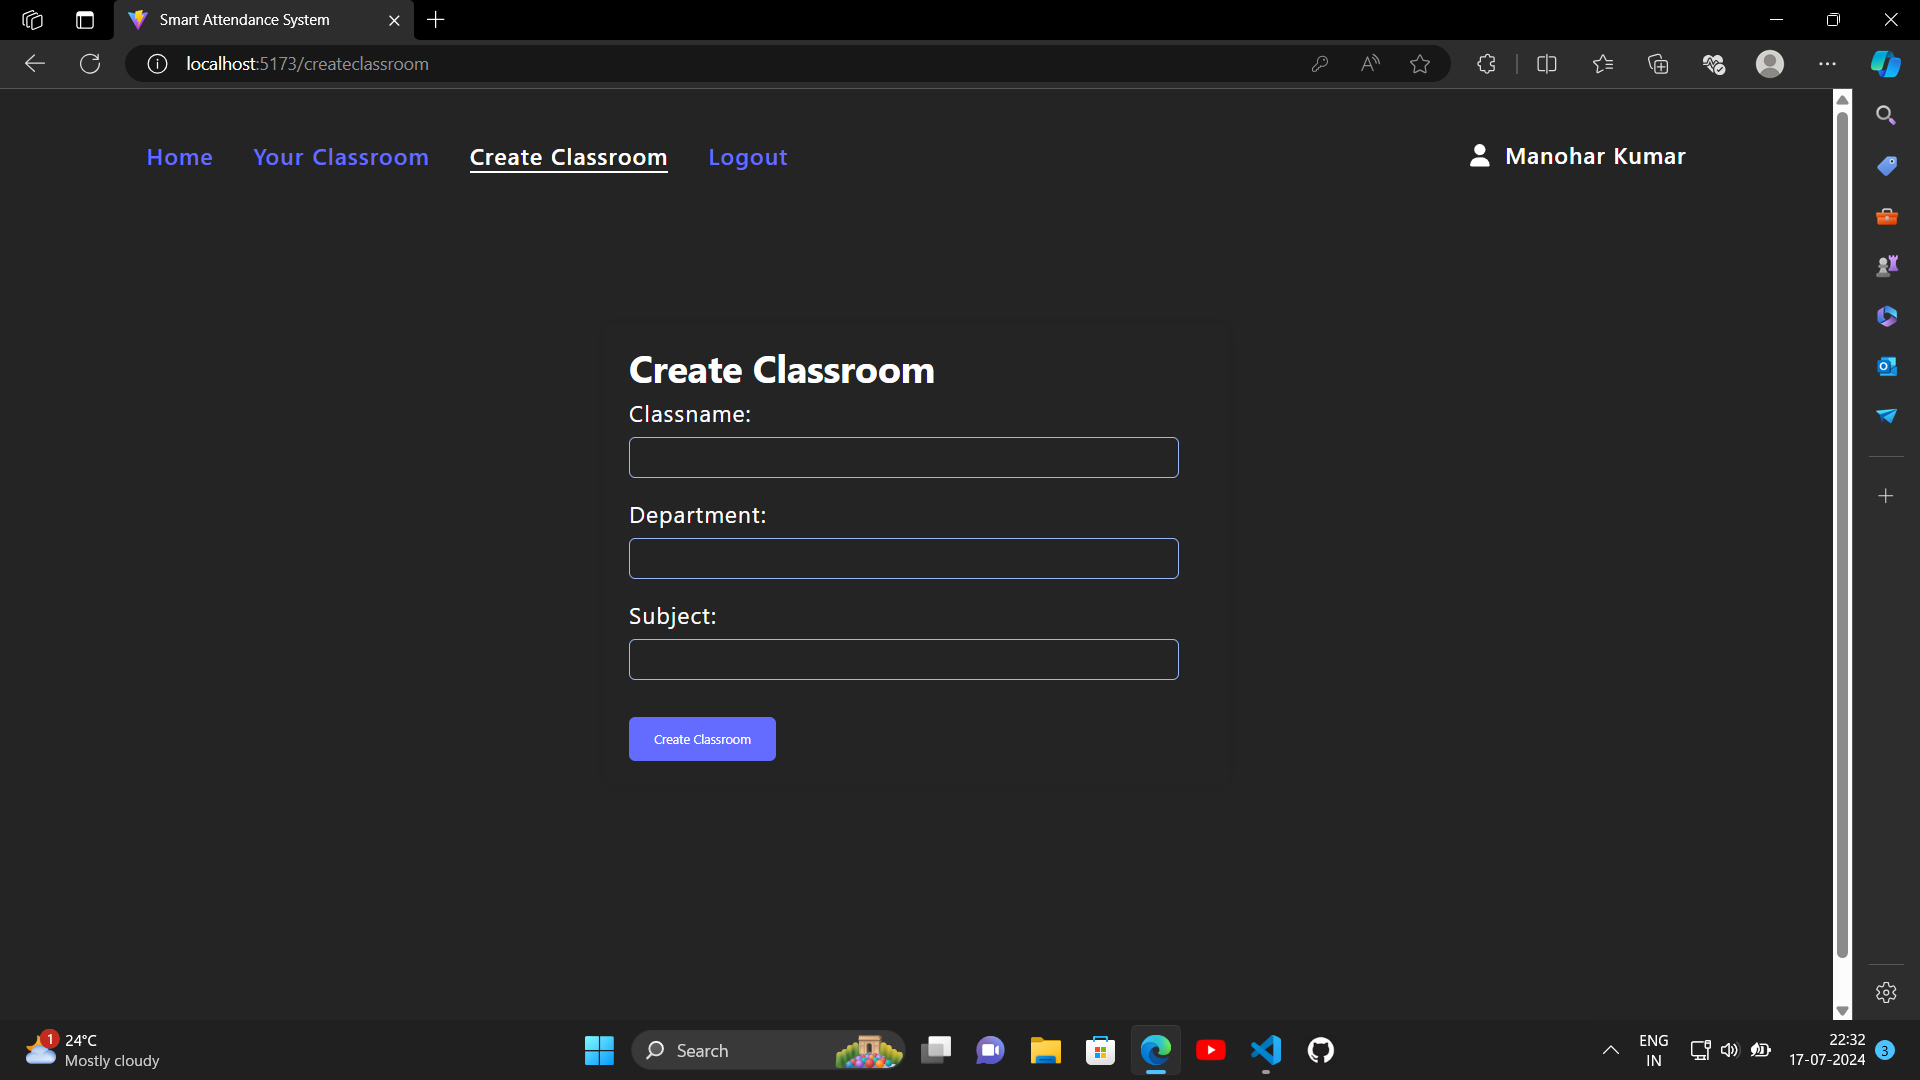 Smart Attendance System
localhost:5173/createclassroom
Home
Your Classroom
Create Classroom
Logout
Manohar Kumar
Create Classroom
Classname:
Department:
Subject:
Create Classroom
1
24°C
Mostly cloudy
Search
ENG
IN
22:32
17-07-2024
3